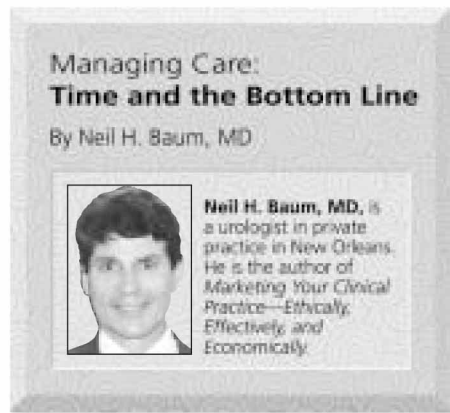 Managing Care:
Time and the Bottom Line
By Neil H. Baum, MD
Neil H. Baum, MD, is
a urologist in private
practice in New Orleans.
He is the author of
Marketing Your Clinical
Practice—Ethically,
Effectively, and
Economically.